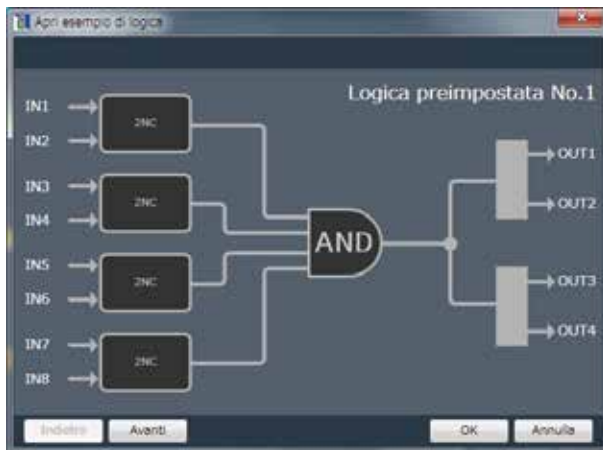 Apri esempio di logica
Logica preimpostata No.1
IN1
2NC
IN2
IN3
2NC
IN4
IN5
2NC
IN6
IN7
2NC
IN8
AND
OUT1
OUT2
OUT3
OUT4
Indietro Avanti OK Annulla